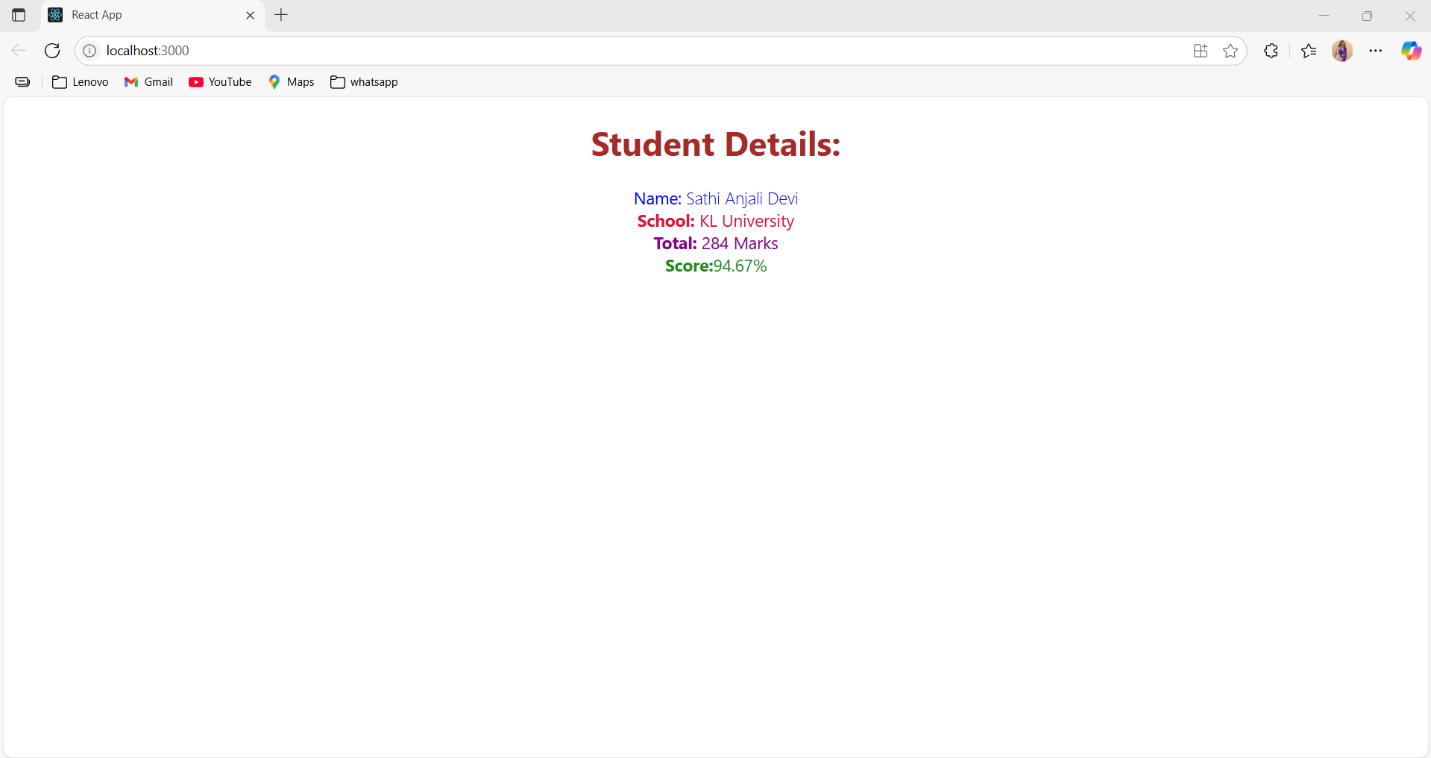 React App
localhost:3000
Lenovo Gmail YouTube Maps whatsapp
Student Details:
Name: Sathi Anjali Devi
School: KL University
Total: 284 Marks
Score:94.67%